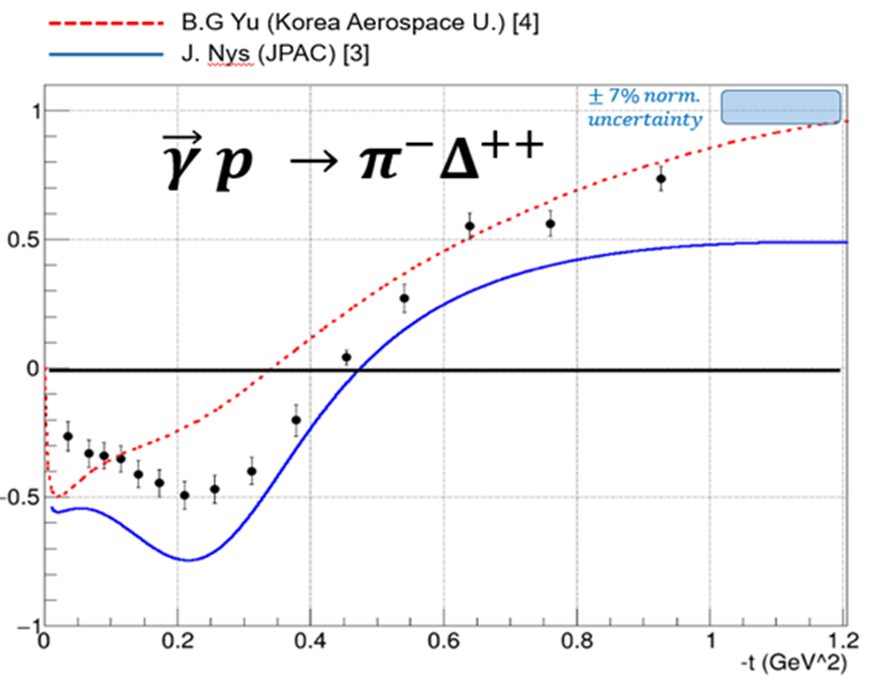 B.G Yu (Korea Aerospace U.) [4]
J. Nys (JPAC) [3]
± 7% norm.
uncertainty
γ⃗ p → π⁻Δ⁺⁺
1
0.5
0
-0.5
−1
0 0.2 0.4 0.6 0.8 1 1.2
-t (GeV^2)